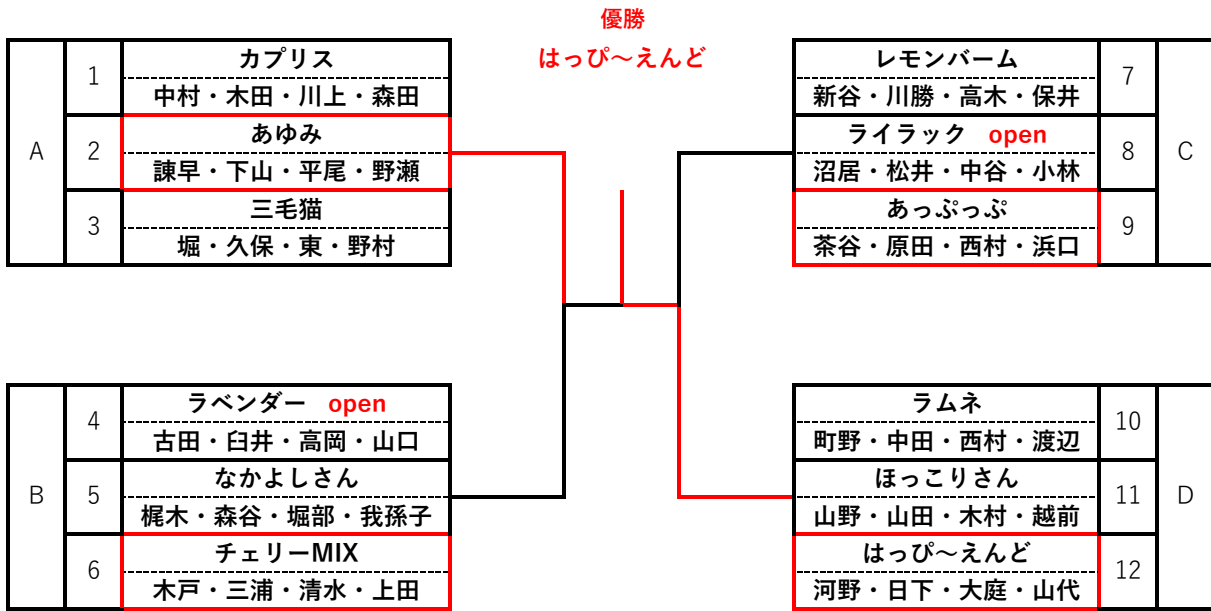 優勝
はっぴ～えんど
A
1
カプリス
中村・木田・川上・森田
2
あゆみ
諫早・下山・平尾・野瀬
3
三毛猫
堀・久保・東・野村
B
4
ラベンダー open
古田・臼井・高岡・山口
5
なかよしさん
梶木・森谷・堀部・我孫子
6
チェリーMIX
木戸・三浦・清水・上田
レモンバーム
新谷・川勝・高木・保井
7
ライラック open
沼居・松井・中谷・小林
8
あっぷっぷ
茶谷・原田・西村・浜口
9
C
ラムネ
町野・中田・西村・渡辺
10
ほっこりさん
山野・山田・木村・越前
11
はっぴ～えんど
河野・日下・大庭・山代
12
D